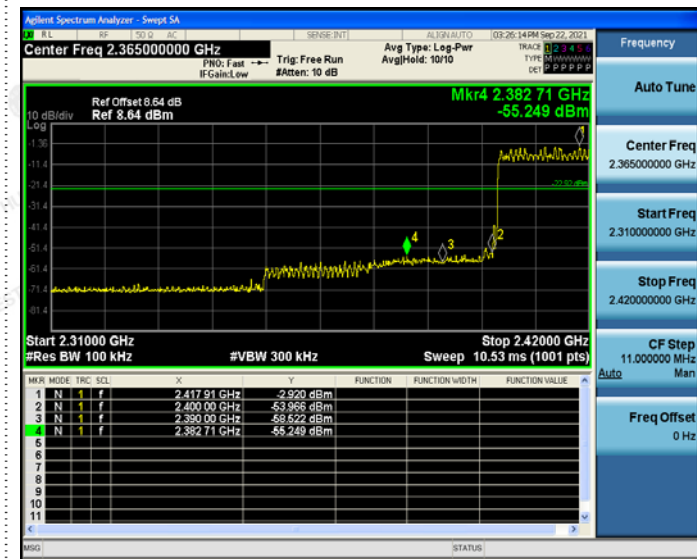 Agilent Spectrum Analyzer - Swept SA
LXI RL RF 50 Ω AC SENSE:INT ALIGNAUTO 03:26:14 PM Sep 22, 2021
Center Freq 2.365000000 GHz
PNO: Fast
IFGain:Low
Trig: Free Run
#Atten: 10 dB
Avg Type: Log-Pwr
Avg|Hold: 10/10
TRACE 1 2 3 4 5 6
TYPE M WWWWW
DET P P P P P P
Ref Offset 8.64 dB
Ref 8.64 dBm
10 dB/div
Log
Mkr4 2.382 71 GHz
-55.249 dBm
-1.36
-11.4
-21.4
-31.4
-41.4
-51.4
-61.4
-71.4
-81.4
1
2
3
4
Start 2.31000 GHz
Stop 2.42000 GHz
#Res BW 100 kHz #VBW 300 kHz Sweep 10.53 ms (1001 pts)
MKR MODE TRC SCL X Y FUNCTION FUNCTION WIDTH FUNCTION VALUE
1 N 1 f 2.417 91 GHz -2.920 dBm
2 N 1 f 2.400 00 GHz -53.966 dBm
3 N 1 f 2.390 00 GHz -58.522 dBm
4 N 1 f 2.382 71 GHz -55.249 dBm
5
6
7
8
9
10
11
MSG STATUS
Frequency
Auto Tune
Center Freq
2.365000000 GHz
Start Freq
2.310000000 GHz
Stop Freq
2.420000000 GHz
CF Step
11.000000 MHz
Auto Man
Freq Offset
0 Hz